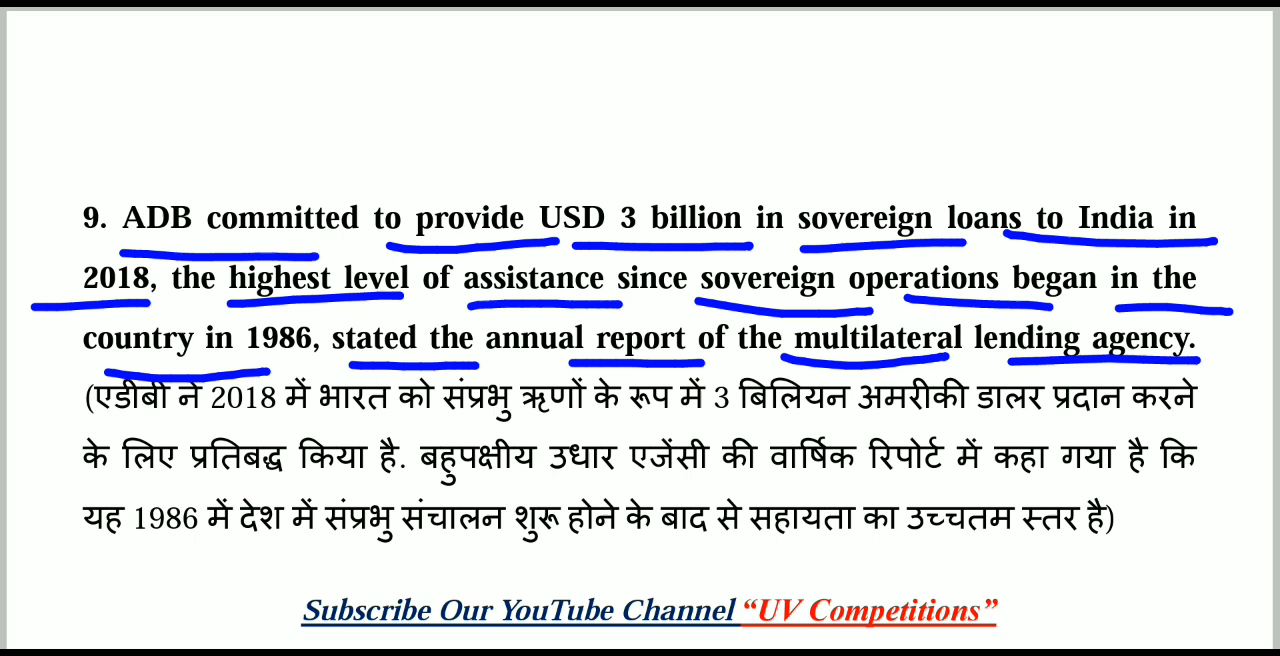 9. ADB committed to provide USD 3 billion in sovereign loans to India in
2018, the highest level of assistance since sovereign operations began in the
country in 1986, stated the annual report of the multilateral lending agency.
(एडीबी ने 2018 में भारत को संप्रभु ऋणों के रूप में 3 बिलियन अमरीकी डालर प्रदान करने
के लिए प्रतिबद्ध किया है. बहुपक्षीय उधार एजेंसी की वार्षिक रिपोर्ट में कहा गया है कि
यह 1986 में देश में संप्रभु संचालन शुरू होने के बाद से सहायता का उच्चतम स्तर है)
Subscribe Our YouTube Channel “UV Competitions”